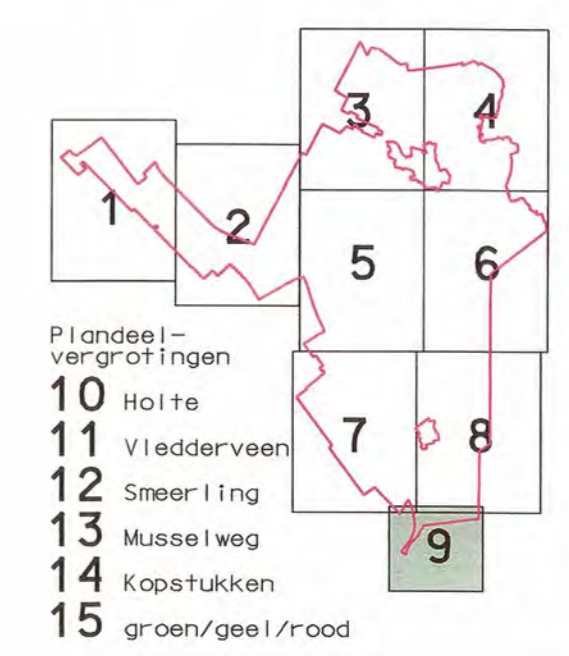 3 4
1 2
5 6
Plandeel-
vergrotingen
10 Holte
11 Vledderveen
12 Smeerling
13 Musselweg
14 Kopstukken
15 groen/geel/rood
7 8
9